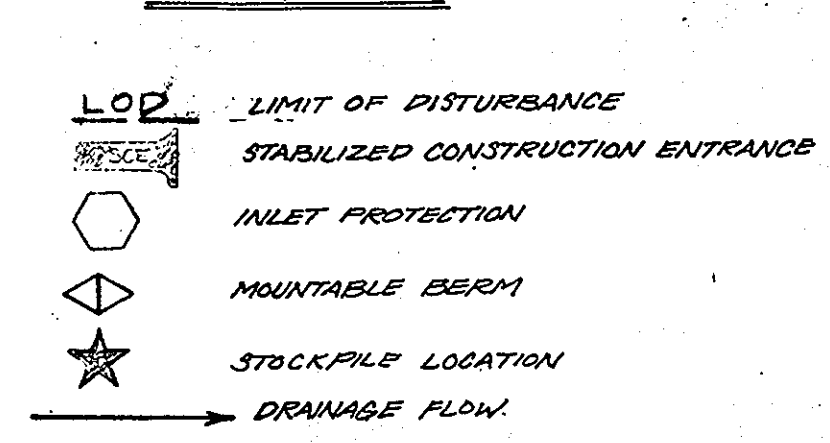 LOD LIMIT OF DISTURBANCE
SCE STABILIZED CONSTRUCTION ENTRANCE
INLET PROTECTION
MOUNTABLE BERM
STOCKPILE LOCATION
DRAINAGE FLOW.